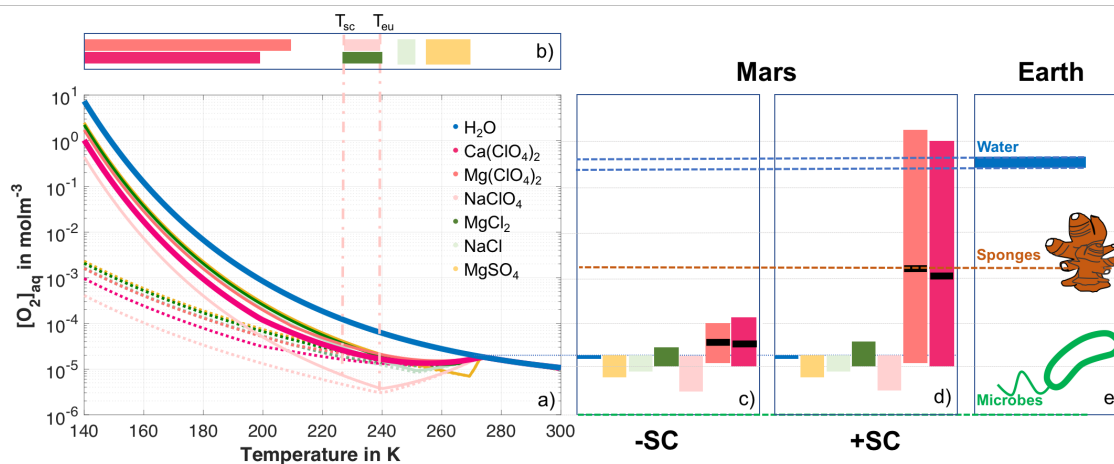 T_sc T_eu
b)
Mars
Earth
10^1
10^0
10^-1
10^-2
10^-3
10^-4
10^-5
10^-6
[O₂]_aq in molm^-3
H₂O
Ca(ClO₄)₂
Mg(ClO₄)₂
NaClO₄
MgCl₂
NaCl
MgSO₄
a)
140 160 180 200 220 240 260 280 300
Temperature in K
c)
-SC
d)
+SC
Water
Sponges
Microbes
e